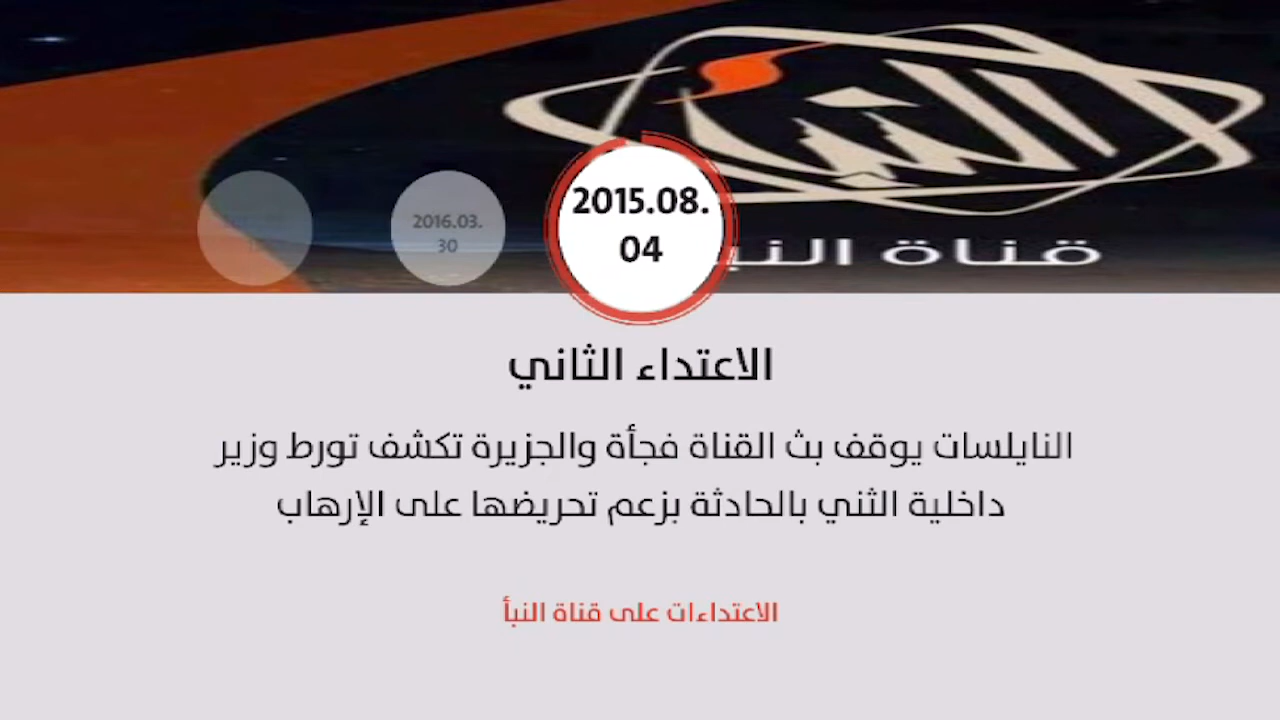 النبأ
قناة النبأ
2016.03.
30
2015.08.
04
الاعتداء الثاني
النايلسات يوقف بث القناة فجأة والجزيرة تكشف تورط وزير
داخلية الثني بالحادثة بزعم تحريضها على الإرهاب
الاعتداءات على قناة النبأ